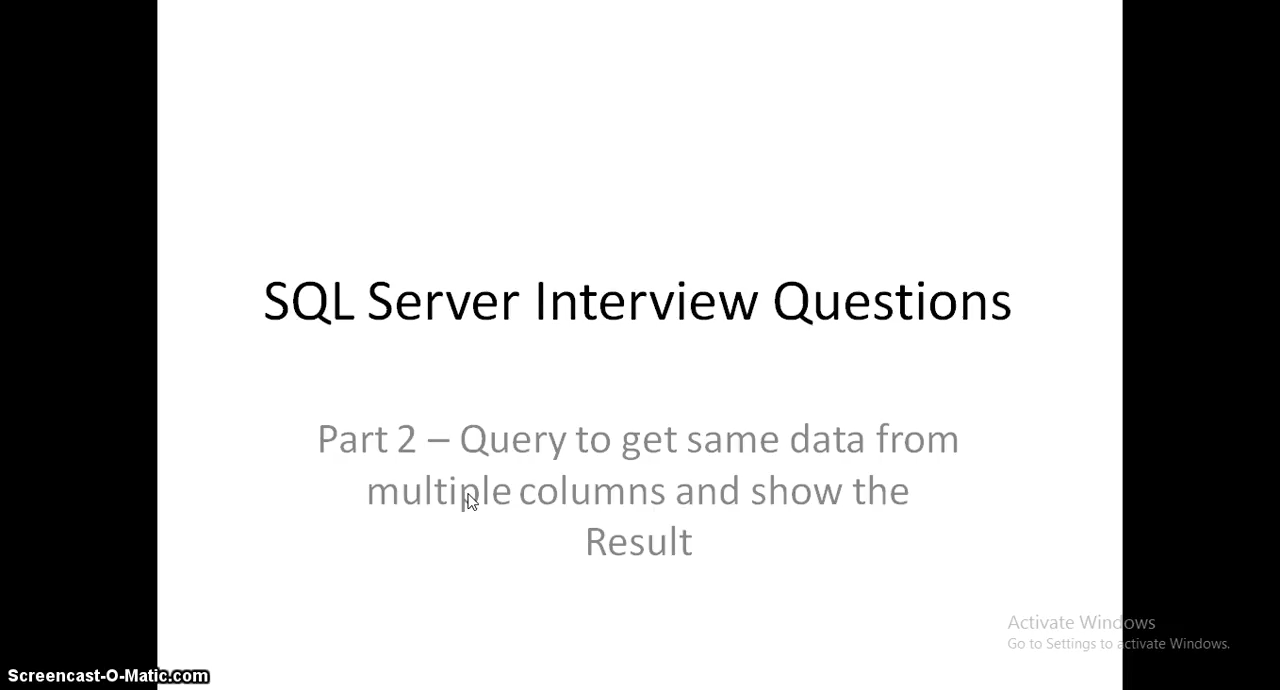 SQL Server Interview Questions
Part 2 – Query to get same data from
multiple columns and show the
Result
Activate Windows
Go to Settings to activate Windows.
Screencast-O-Matic.com